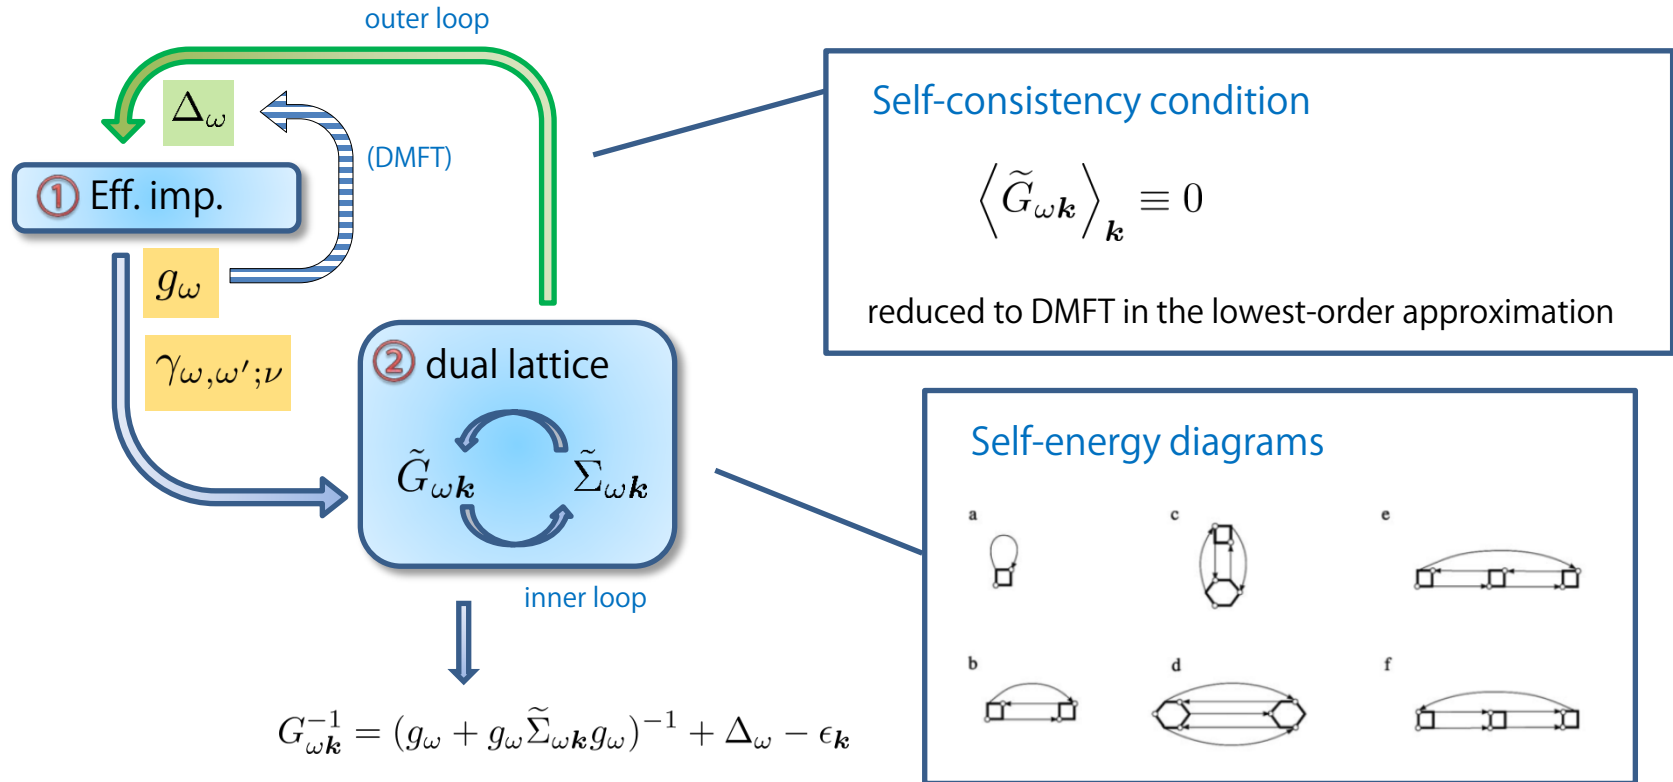 outer loop
Δ_ω
(DMFT)
① Eff. imp.
g_ω
γ_{ω,ω′;ν}
② dual lattice
G̃_{ωk} Σ̃_{ωk}
inner loop
G^{-1}_{ωk} = (g_ω + g_ω Σ̃_{ωk} g_ω)^{-1} + Δ_ω − ϵ_k
Self-consistency condition
⟨G̃_{ωk}⟩_k ≡ 0
reduced to DMFT in the lowest-order approximation
Self-energy diagrams
a c e
b d f